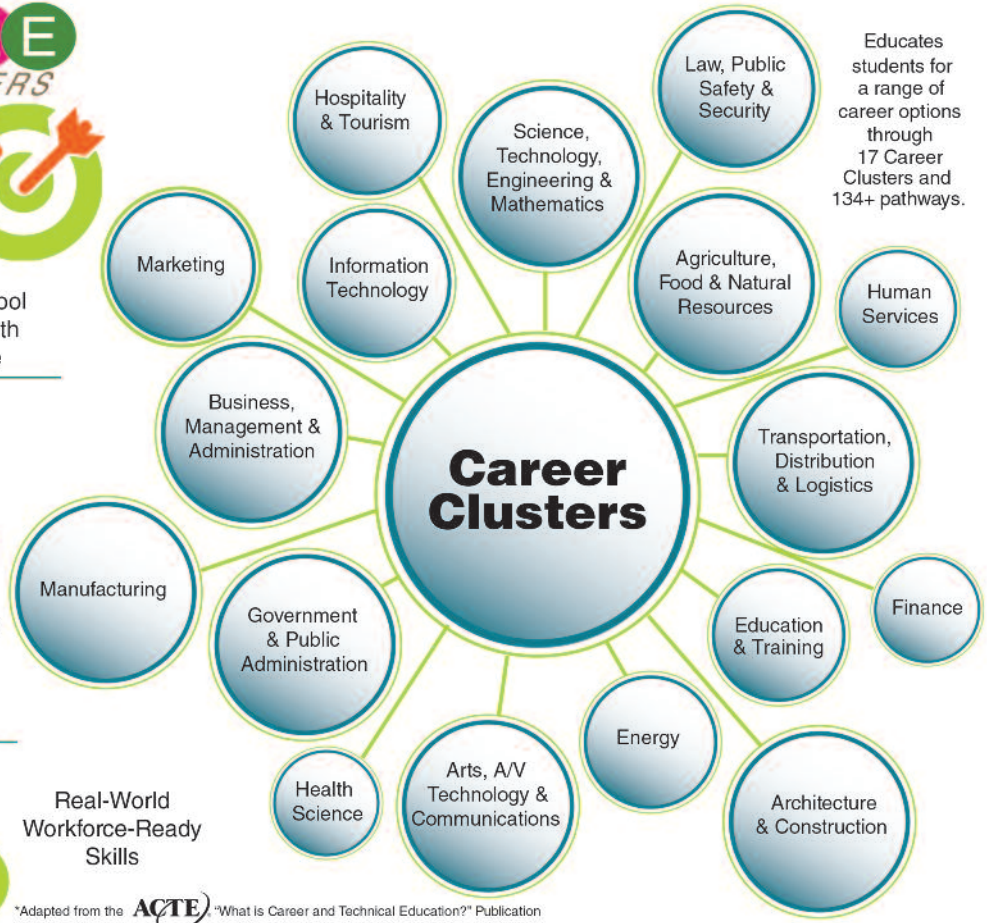 E
ERS
Hospitality
& Tourism
Science,
Technology,
Engineering &
Mathematics
Law, Public
Safety &
Security
Educates
students for
a range of
career options
through
17 Career
Clusters and
134+ pathways.
Marketing
Information
Technology
Agriculture,
Food & Natural
Resources
Human
Services
Business,
Management &
Administration
Career
Clusters
Transportation,
Distribution
& Logistics
Manufacturing
Government
& Public
Administration
Education
& Training
Finance
Health
Science
Arts, A/V
Technology &
Communications
Energy
Architecture
& Construction
Real-World
Workforce-Ready
Skills
*Adapted from the ACTE, "What is Career and Technical Education?" Publication